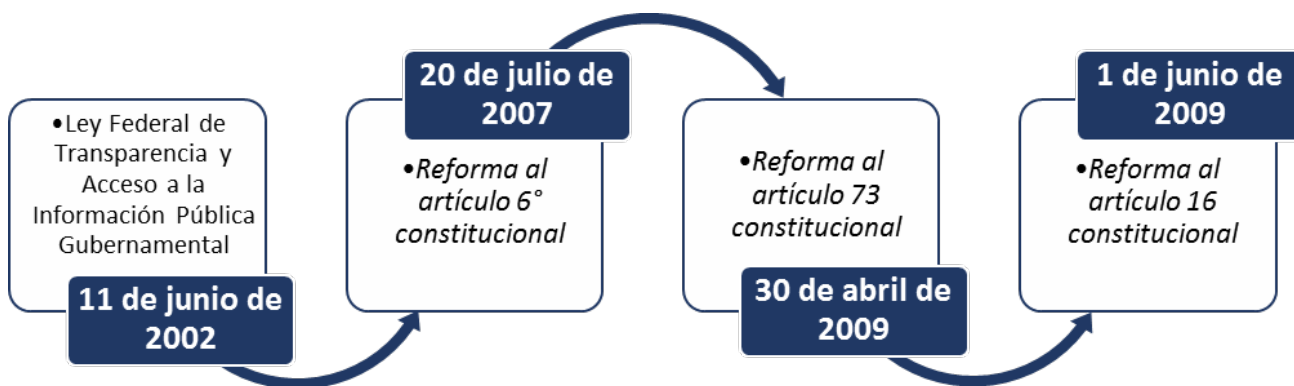 •Ley Federal de
Transparencia y
Acceso a la
Información Pública
Gubernamental
11 de junio de
2002
20 de julio de
2007
•Reforma al
artículo 6°
constitucional
•Reforma al
artículo 73
constitucional
30 de abril de
2009
1 de junio de
2009
•Reforma al
artículo 16
constitucional